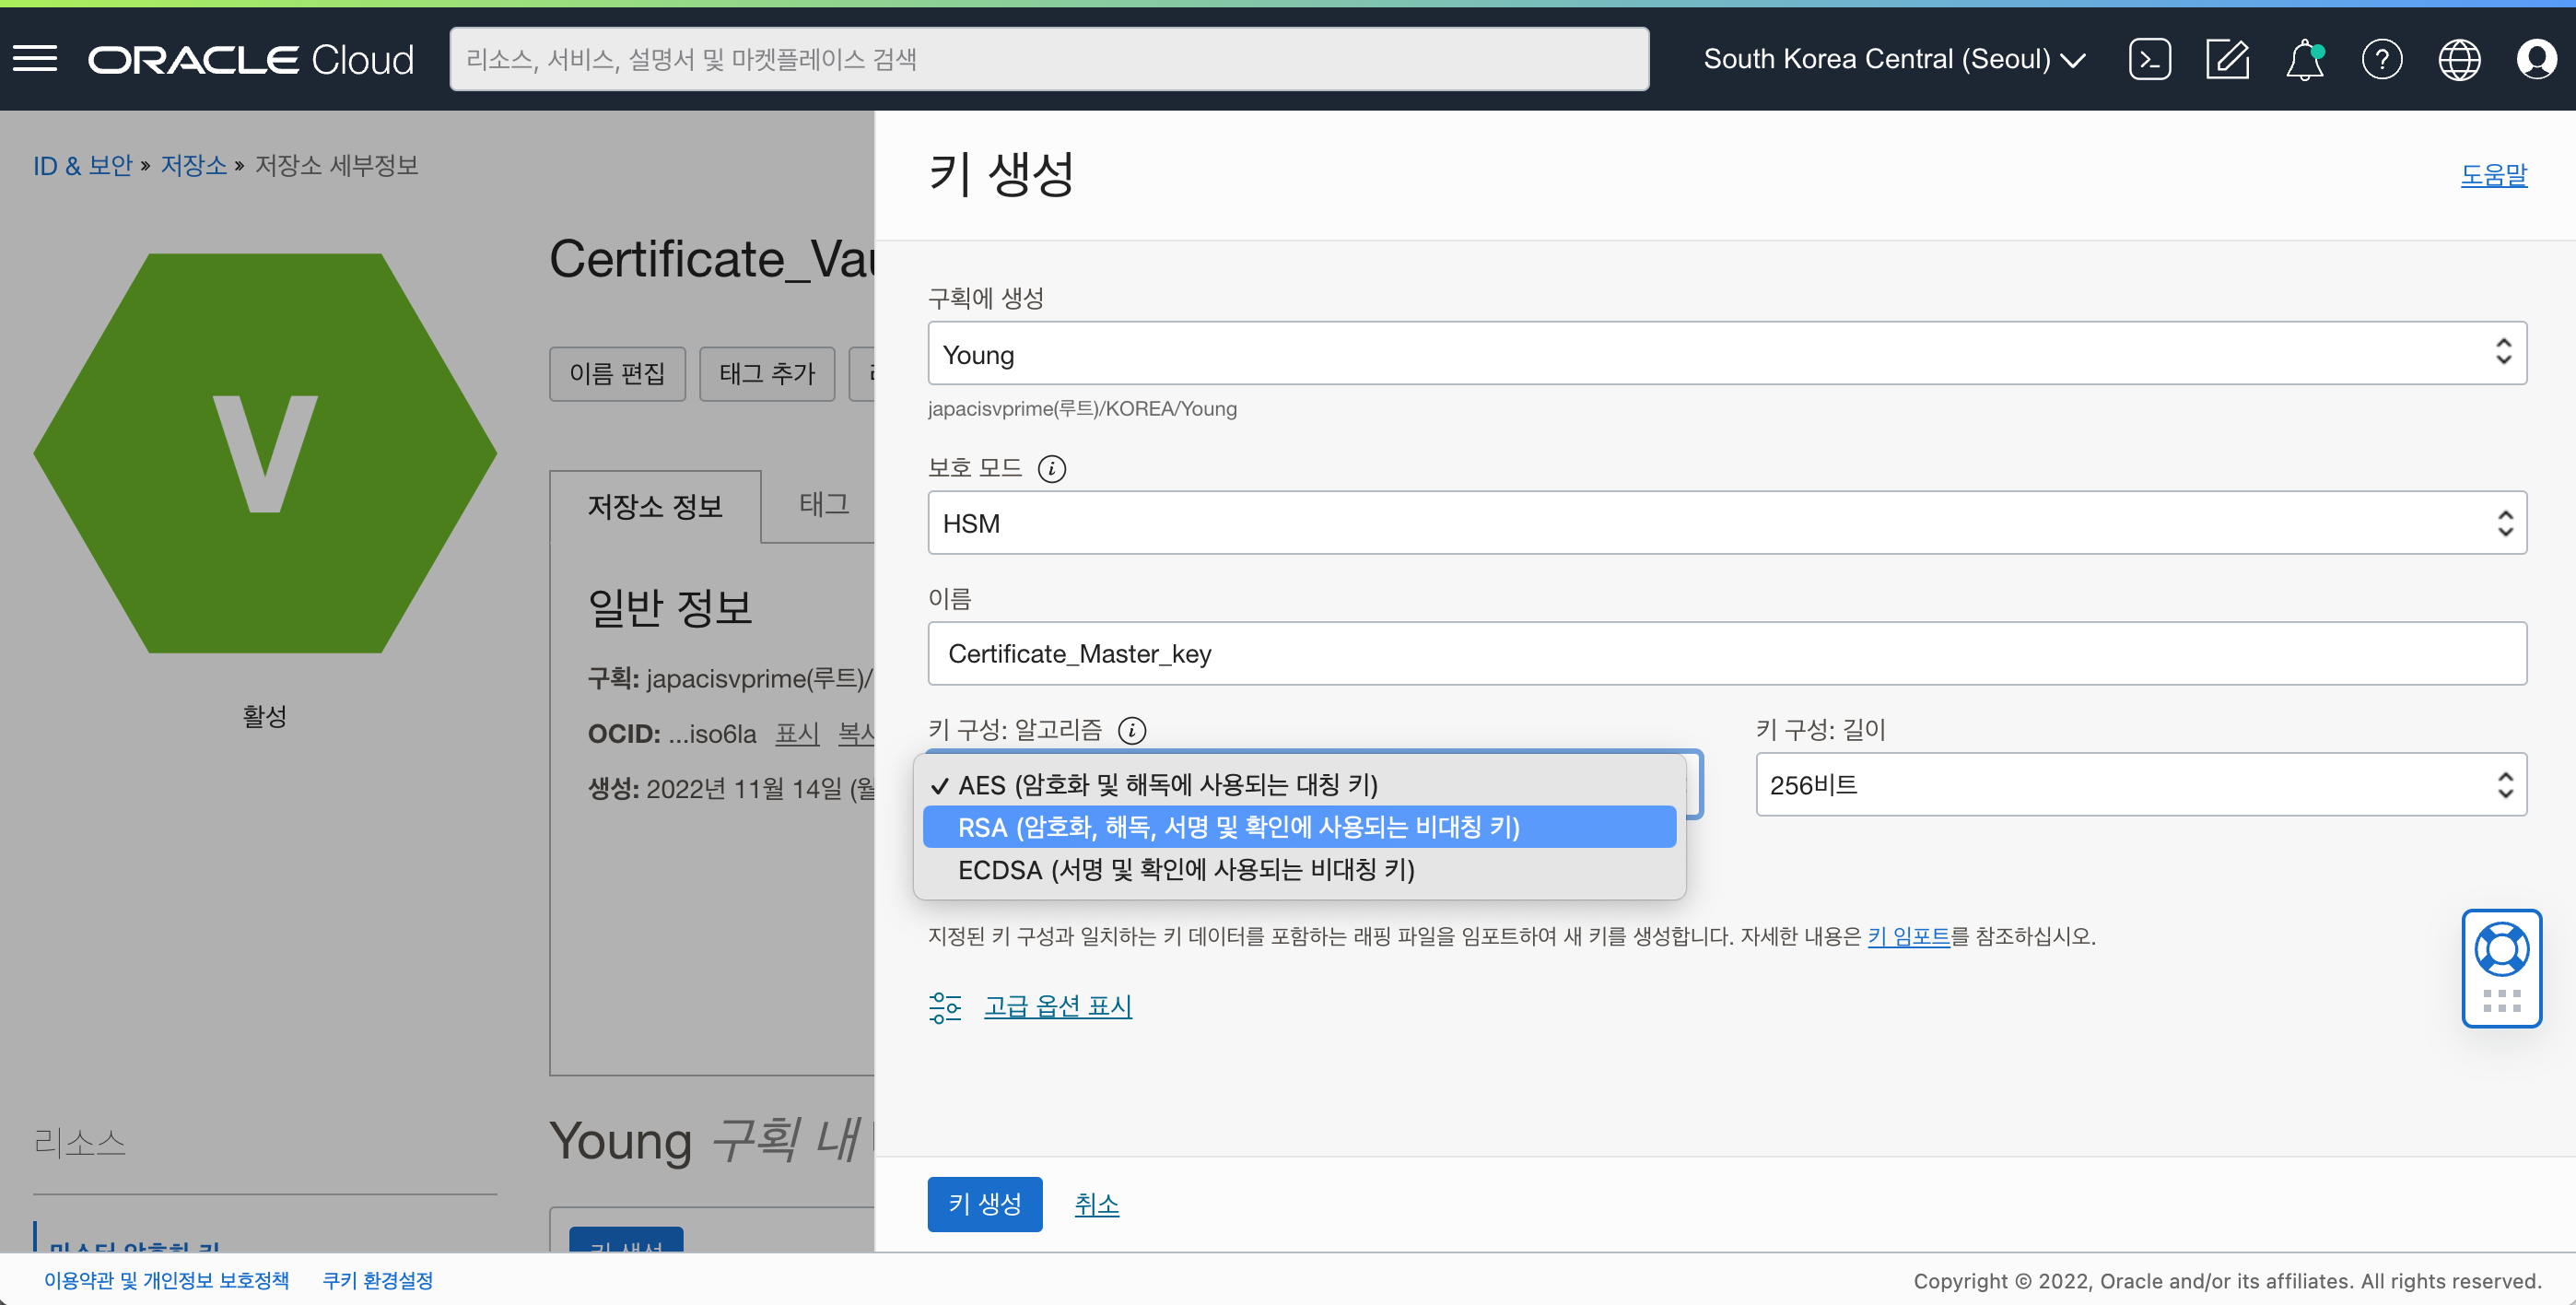 ORACLE Cloud
리소스, 서비스, 설명서 및 마켓플레이스 검색
South Korea Central (Seoul)
ID & 보안 » 저장소 » 저장소 세부정보
V
활성
리소스
마스터 암호화 키
이름 편집 태그 추가
저장소 정보 태그
일반 정보
구획: japacisvprime(루트)/
OCID: ...iso6la 표시 복사
생성: 2022년 11월 14일 (월
Young 구획 내
키 생성
키 생성
도움말
구획에 생성
Young
japacisvprime(루트)/KOREA/Young
보호 모드
HSM
이름
Certificate_Master_key
키 구성: 알고리즘
✓ AES (암호화 및 해독에 사용되는 대칭 키)
RSA (암호화, 해독, 서명 및 확인에 사용되는 비대칭 키)
ECDSA (서명 및 확인에 사용되는 비대칭 키)
키 구성: 길이
256비트
지정된 키 구성과 일치하는 키 데이터를 포함하는 래핑 파일을 임포트하여 새 키를 생성합니다. 자세한 내용은 키 임포트를 참조하십시오.
고급 옵션 표시
키 생성 취소
이용약관 및 개인정보 보호정책 쿠키 환경설정
Copyright © 2022, Oracle and/or its affiliates. All rights reserved.